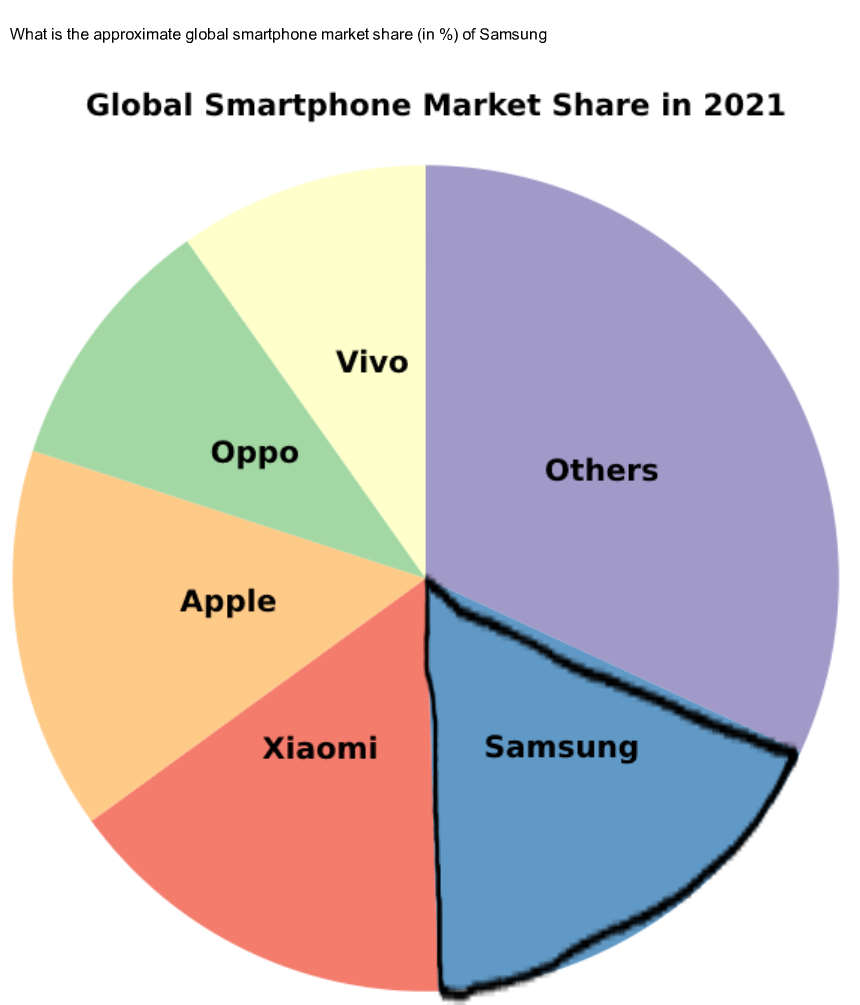 What is the approximate global smartphone market share (in %) of Samsung
Global Smartphone Market Share in 2021
Vivo
Oppo
Others
Apple
Xiaomi
Samsung